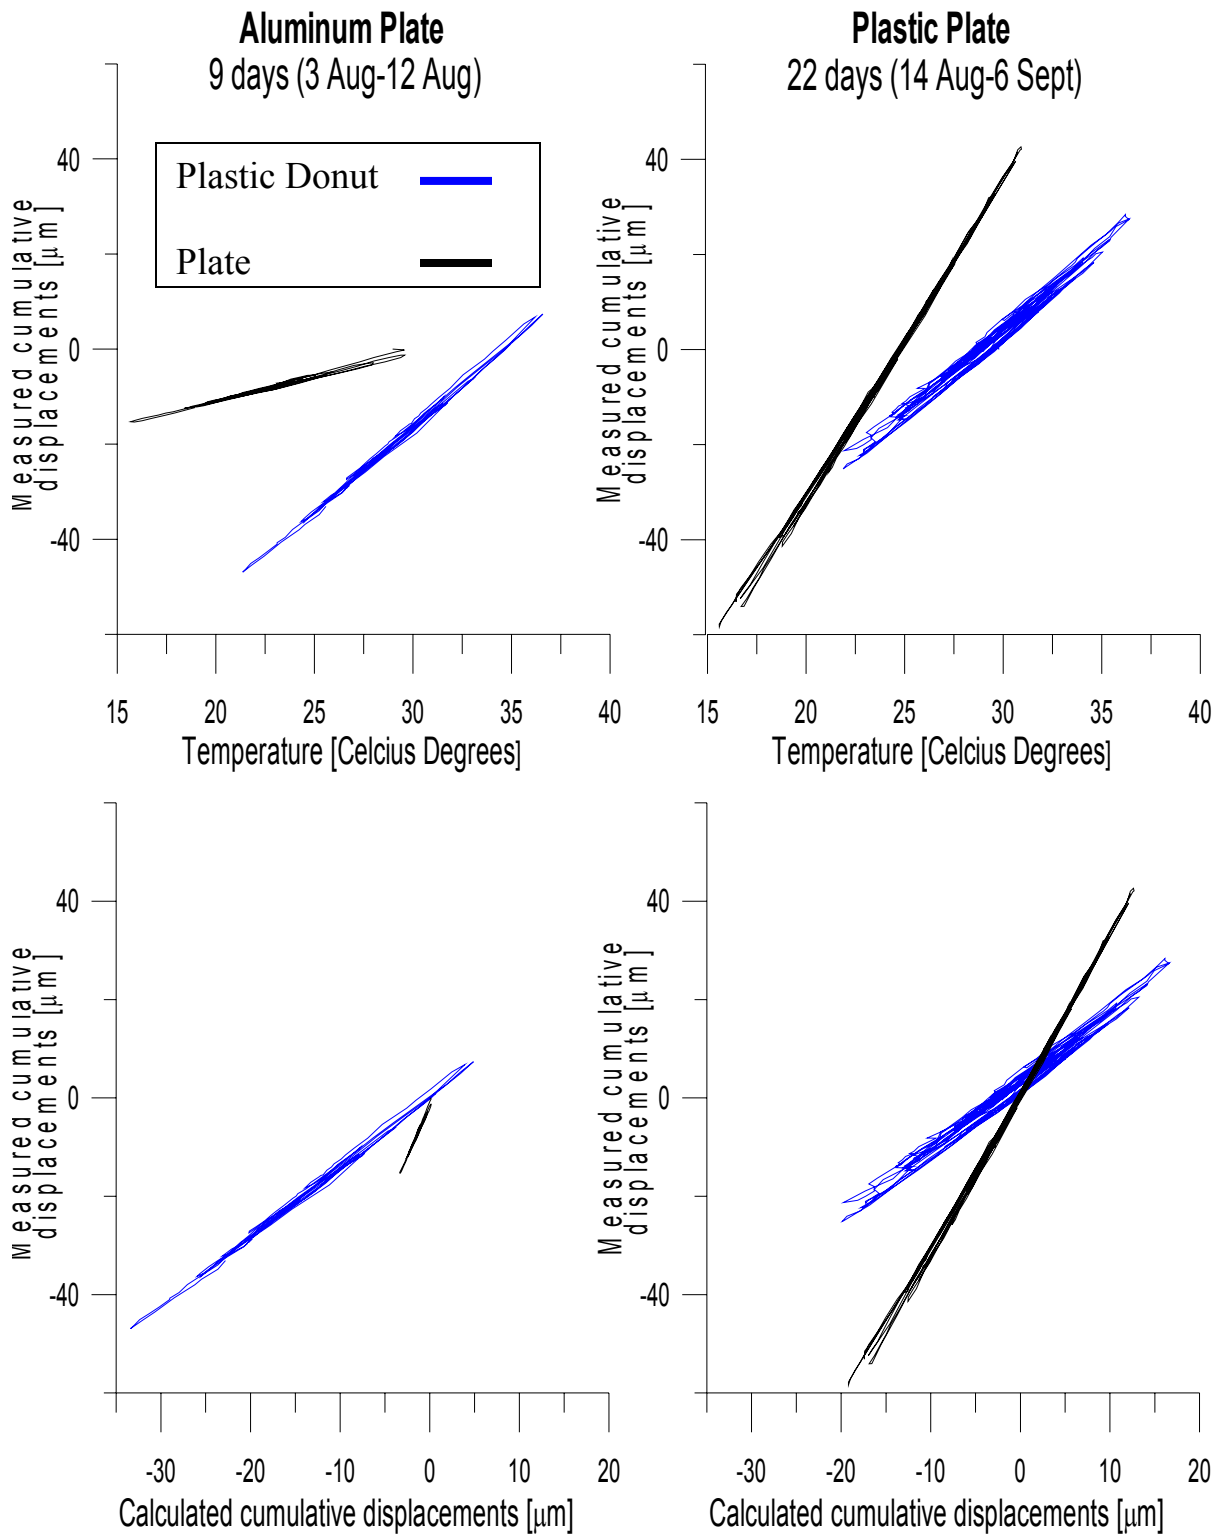 Aluminum Plate
9 days (3 Aug-12 Aug)
Plastic Plate
22 days (14 Aug-6 Sept)
Plastic Donut
Plate
Measured cumulative
displacements [μm]
40
0
-40
15 20 25 30 35 40
Temperature [Celcius Degrees]
Measured cumulative
displacements [μm]
40
0
-40
15 20 25 30 35 40
Temperature [Celcius Degrees]
Measured cumulative
displacements [μm]
40
0
-40
-30 -20 -10 0 10 20
Calculated cumulative displacements [μm]
Measured cumulative
displacements [μm]
40
0
-40
-30 -20 -10 0 10 20
Calculated cumulative displacements [μm]